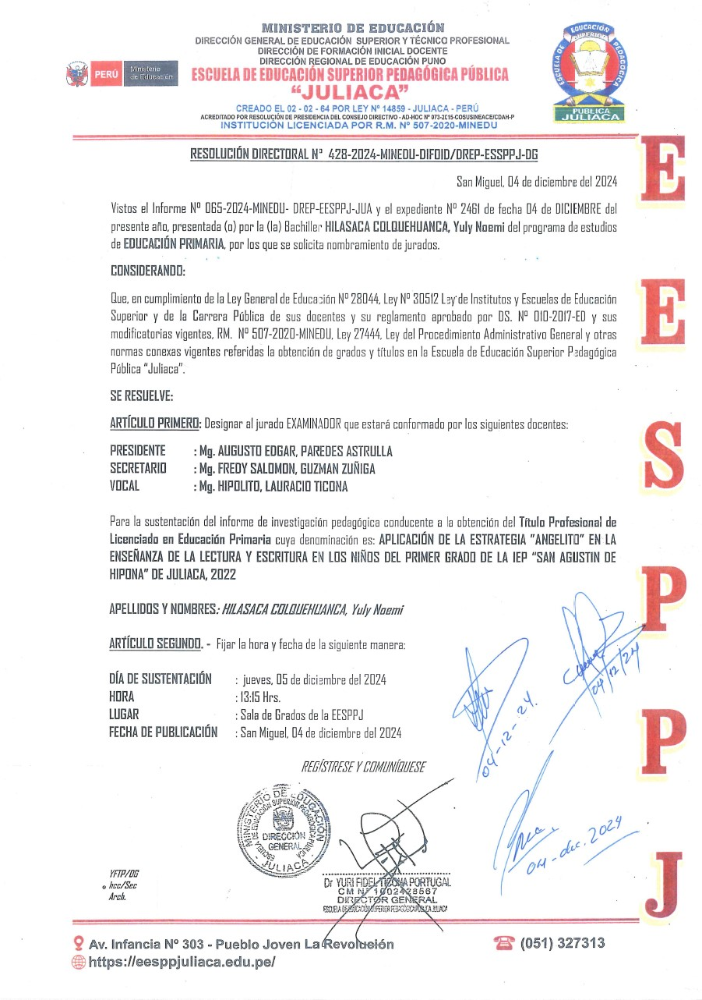 MINISTERIO DE EDUCACIÓN
DIRECCIÓN GENERAL DE EDUCACIÓN SUPERIOR Y TÉCNICO PROFESIONAL
DIRECCIÓN DE FORMACIÓN INICIAL DOCENTE
DIRECCIÓN REGIONAL DE EDUCACIÓN PUNO
ESCUELA DE EDUCACIÓN SUPERIOR PEDAGÓGICA PÚBLICA
“JULIACA”
CREADO EL 02 - 02 - 64 POR LEY Nº 14859 - JULIACA - PERÚ
ACREDITADO POR RESOLUCIÓN DE PRESIDENCIA DEL CONSEJO DIRECTIVO - AD-HOC Nº 073-2015-COSUSINEACE/CDAH-P
INSTITUCIÓN LICENCIADA POR R.M. Nº 507-2020-MINEDU
PERÚ
Ministerio
de Educación
ESCUELA DE EDUCACIÓN SUPERIOR PEDAGÓGICA
PUBLICA
JULIACA
RESOLUCIÓN DIRECTORAL Nº 428-2024-MINEDU-DIFOID/DREP-ESSPPJ-DG
San Miguel, 04 de diciembre del 2024
Vistos el Informe Nº 065-2024-MINEDU- DREP-EESPPJ-JUA y el expediente Nº 2461 de fecha 04 de DICIEMBRE del
presente año, presentada (o) por la (la) Bachiller HILASACA COLQUEHUANCA, Yuly Noemi del programa de estudios
de EDUCACIÓN PRIMARIA, por los que se solicita nombramiento de jurados.
CONSIDERANDO:
Que, en cumplimiento de la Ley General de Educación Nº 28044, Ley Nº 30512 Ley de Institutos y Escuelas de Educación
Superior y de la Carrera Pública de sus docentes y su reglamento aprobado por DS. Nº 010-2017-ED y sus
modificatorias vigentes, RM. Nº 507-2020-MINEDU, Ley 27444, Ley del Procedimiento Administrativo General y otras
normas conexas vigentes referidas la obtención de grados y títulos en la Escuela de Educación Superior Pedagógica
Pública “Juliaca”.
SE RESUELVE:
ARTÍCULO PRIMERO: Designar al jurado EXAMINADOR que estará conformado por los siguientes docentes:
PRESIDENTE : Mg. AUGUSTO EDGAR, PAREDES ASTRULLA
SECRETARIO : Mg. FREDY SALOMON, GUZMAN ZUÑIGA
VOCAL : Mg. HIPOLITO, LAURACIO TICONA
Para la sustentación del informe de investigación pedagógica conducente a la obtención del Título Profesional de
Licenciado en Educación Primaria cuya denominación es: APLICACIÓN DE LA ESTRATEGIA “ANGELITO” EN LA
ENSEÑANZA DE LA LECTURA Y ESCRITURA EN LOS NIÑOS DEL PRIMER GRADO DE LA IEP “SAN AGUSTIN DE
HIPONA” DE JULIACA, 2022
APELLIDOS Y NOMBRES.: HILASACA COLQUEHUANCA, Yuly Noemi
ARTÍCULO SEGUNDO. - Fijar la hora y fecha de la siguiente manera:
DÍA DE SUSTENTACIÓN : jueves, 05 de diciembre del 2024
HORA : 13:15 Hrs.
LUGAR : Sala de Grados de la EESPPJ
FECHA DE PUBLICACIÓN : San Miguel, 04 de diciembre del 2024
04/12/24
04-12-24.
04-dic. 2024
REGÍSTRESE Y COMUNÍQUESE
MINISTERIO DE EDUCACIÓN
ESCUELA DE EDUCACIÓN SUPERIOR PEDAGÓGICA PÚBLICA
DIRECCIÓN
GENERAL
- JULIACA -
Dr YURI FIDEL TICONA PORTUGAL
CM Nº 1002428567
DIRECTOR GENERAL
ESCUELA DE EDUCACIÓN SUPERIOR PEDAGÓGICA PÚBLICA JULIACA
YFTP/DG
hcc/Sec
Arch.
E
E
S
P
P
J
Av. Infancia Nº 303 - Pueblo Joven La Revolución
(051) 327313
https://eesppjuliaca.edu.pe/